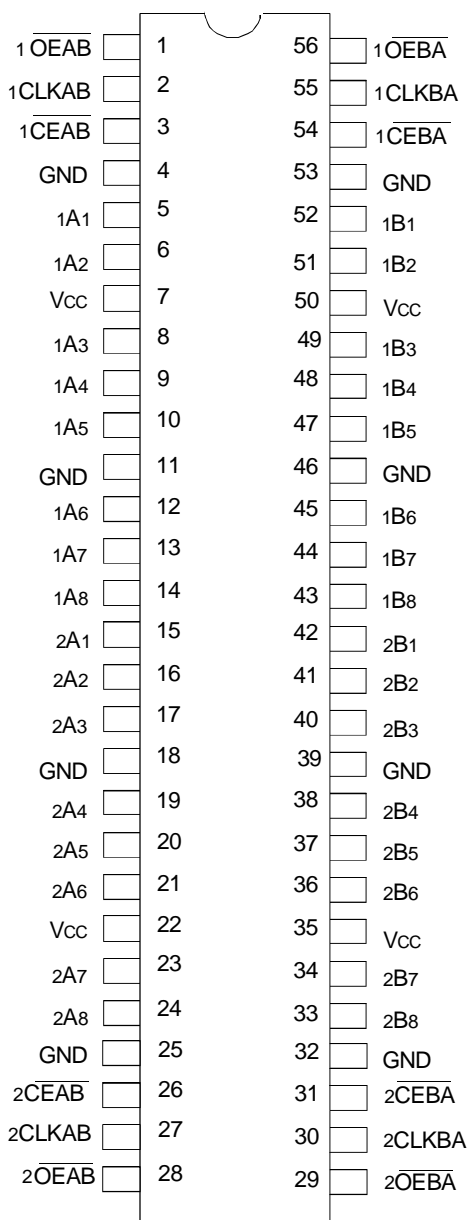 1OEAB 1 56 1OEBA
1CLKAB 2 55 1CLKBA
1CEAB 3 54 1CEBA
GND 4 53 GND
1A1 5 52 1B1
1A2 6 51 1B2
VCC 7 50 VCC
1A3 8 49 1B3
1A4 9 48 1B4
1A5 10 47 1B5
GND 11 46 GND
1A6 12 45 1B6
1A7 13 44 1B7
1A8 14 43 1B8
2A1 15 42 2B1
2A2 16 41 2B2
2A3 17 40 2B3
GND 18 39 GND
2A4 19 38 2B4
2A5 20 37 2B5
2A6 21 36 2B6
VCC 22 35 VCC
2A7 23 34 2B7
2A8 24 33 2B8
GND 25 32 GND
2CEAB 26 31 2CEBA
2CLKAB 27 30 2CLKBA
2OEAB 28 29 2OEBA